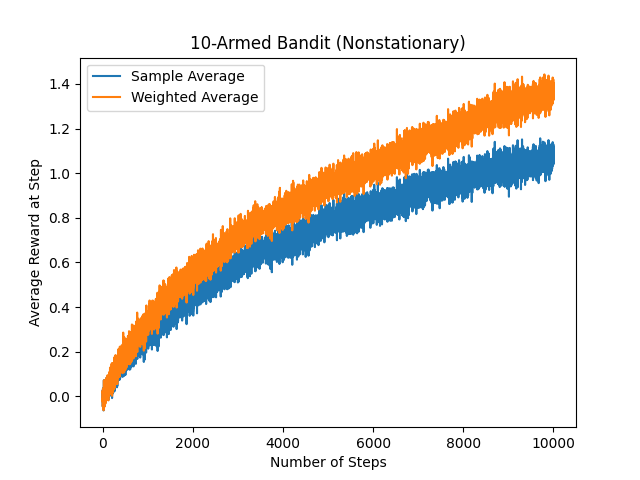 10-Armed Bandit (Nonstationary)
Sample Average
Weighted Average
Average Reward at Step
1.4
1.2
1.0
0.8
0.6
0.4
0.2
0.0
0 2000 4000 6000 8000 10000
Number of Steps